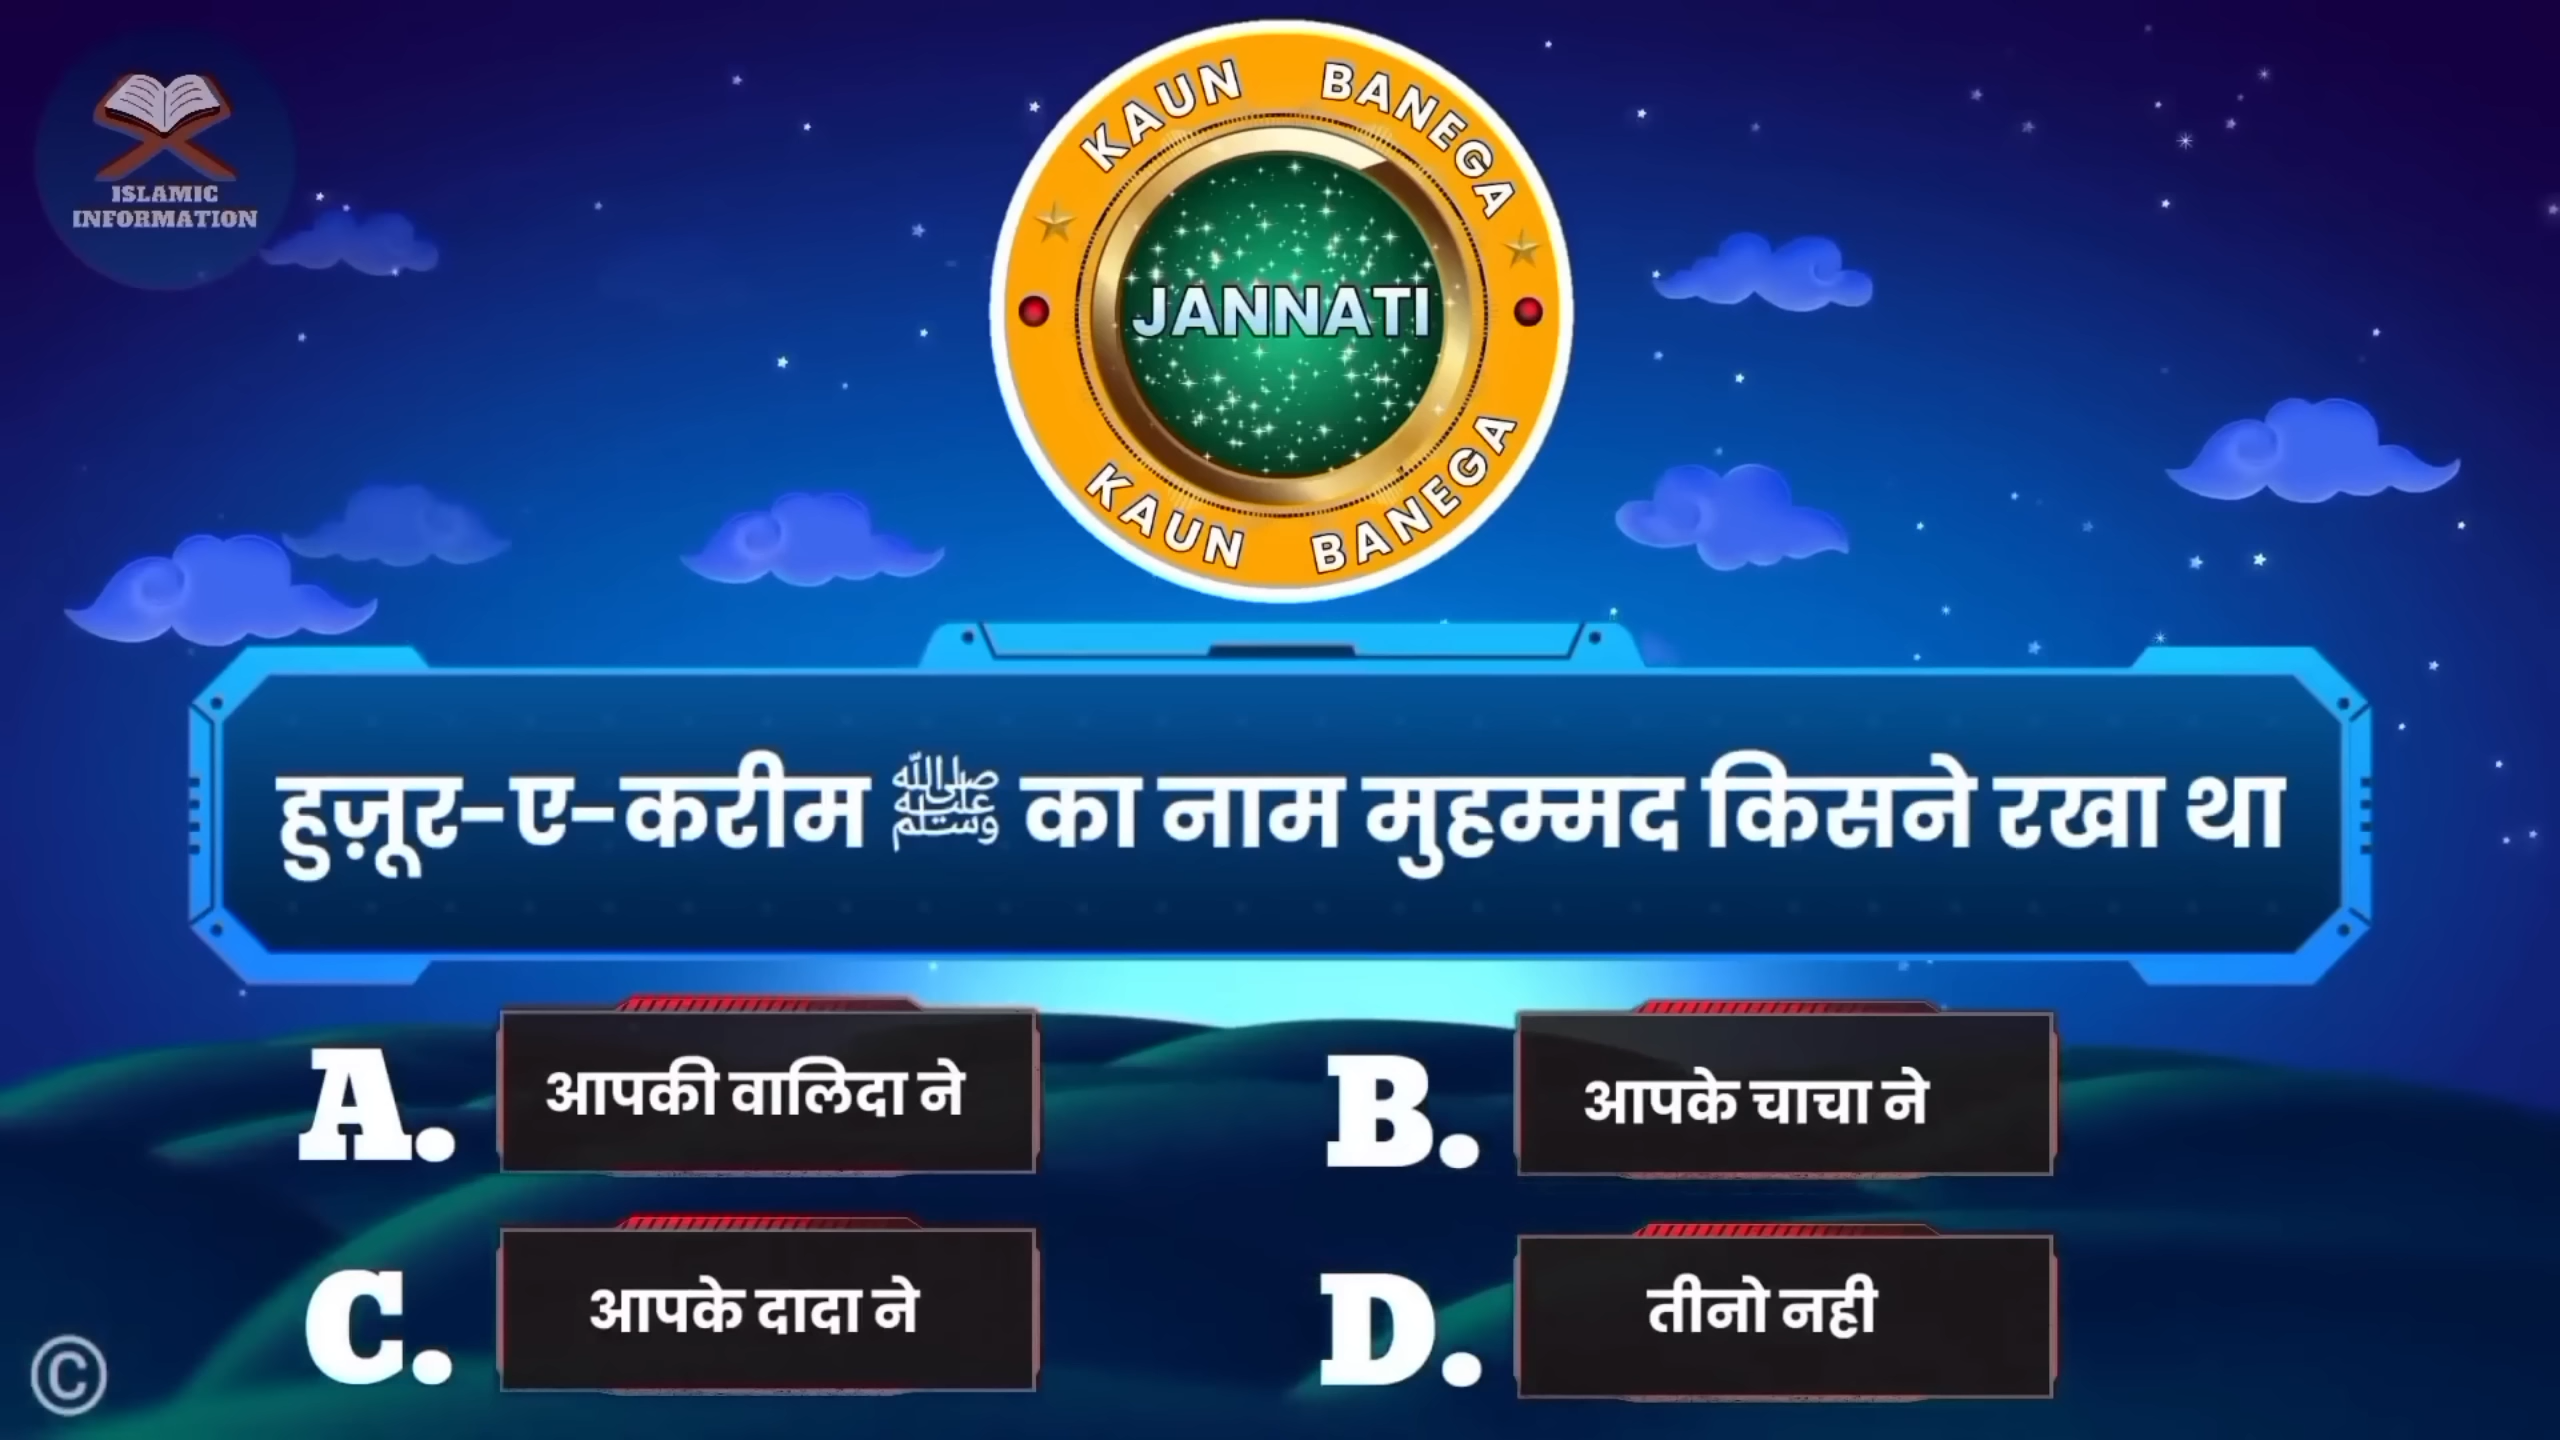 ISLAMIC
INFORMATION
KAUN BANEGA
JANNATI
KAUN BANEGA
हुज़ूर-ए-करीम ﷺ का नाम मुहम्मद किसने रखा था
A. आपकी वालिदा ने
B. आपके चाचा ने
C. आपके दादा ने
D. तीनो नही
©